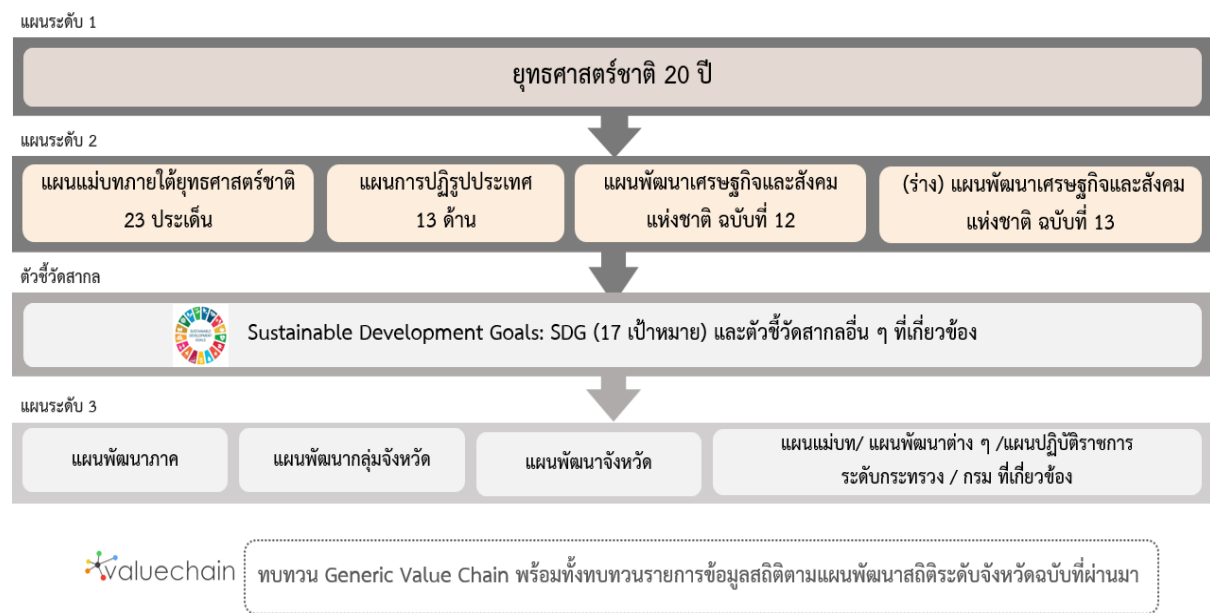 แผนระดับ 1
ยุทธศาสตร์ชาติ 20 ปี
แผนระดับ 2
แผนแม่บทภายใต้ยุทธศาสตร์ชาติ
23 ประเด็น
แผนการปฏิรูปประเทศ
13 ด้าน
แผนพัฒนาเศรษฐกิจและสังคม
แห่งชาติ ฉบับที่ 12
(ร่าง) แผนพัฒนาเศรษฐกิจและสังคม
แห่งชาติ ฉบับที่ 13
ตัวชี้วัดสากล
SUSTAINABLE
DEVELOPMENT
GOALS
Sustainable Development Goals: SDG (17 เป้าหมาย) และตัวชี้วัดสากลอื่น ๆ ที่เกี่ยวข้อง
แผนระดับ 3
แผนพัฒนาภาค
แผนพัฒนากลุ่มจังหวัด
แผนพัฒนาจังหวัด
แผนแม่บท/ แผนพัฒนาต่าง ๆ /แผนปฏิบัติราชการ
ระดับกระทรวง / กรม ที่เกี่ยวข้อง
valuechain
ทบทวน Generic Value Chain พร้อมทั้งทบทวนรายการข้อมูลสถิติตามแผนพัฒนาสถิติระดับจังหวัดฉบับที่ผ่านมา